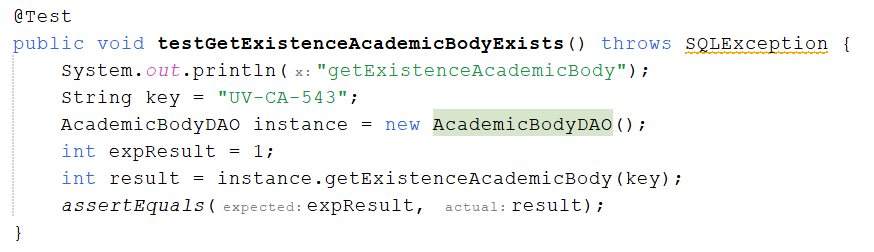 @Test
public void testGetExistenceAcademicBodyExists() throws SQLException {
System.out.println( x: "getExistenceAcademicBody");
String key = "UV-CA-543";
AcademicBodyDAO instance = new AcademicBodyDAO();
int expResult = 1;
int result = instance.getExistenceAcademicBody(key);
assertEquals( expected: expResult, actual: result);
}